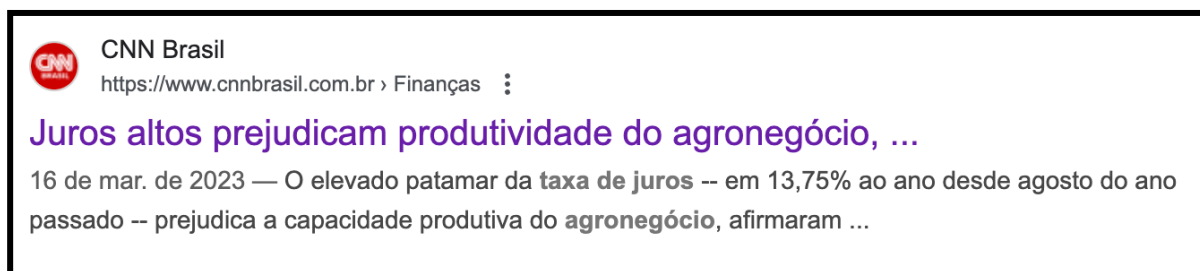 CNN BRASIL
CNN Brasil
https://www.cnnbrasil.com.br › Finanças
Juros altos prejudicam produtividade do agronegócio, ...
16 de mar. de 2023 — O elevado patamar da taxa de juros -- em 13,75% ao ano desde agosto do ano
passado -- prejudica a capacidade produtiva do agronegócio, afirmaram ...